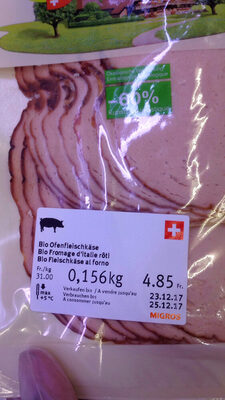 -60%
Bio Ofenfleischkäse
Bio Fromage d'Italie rôti
Bio Fleischkäse al forno
Fr./kg
31.00
0,156kg
4.85 Fr.
max
+5°C
Verkaufen bis / A vendre jusqu'au
23.12.17
Verbrauchen bis
A consommer jusqu'au
25.12.17
MIGROS